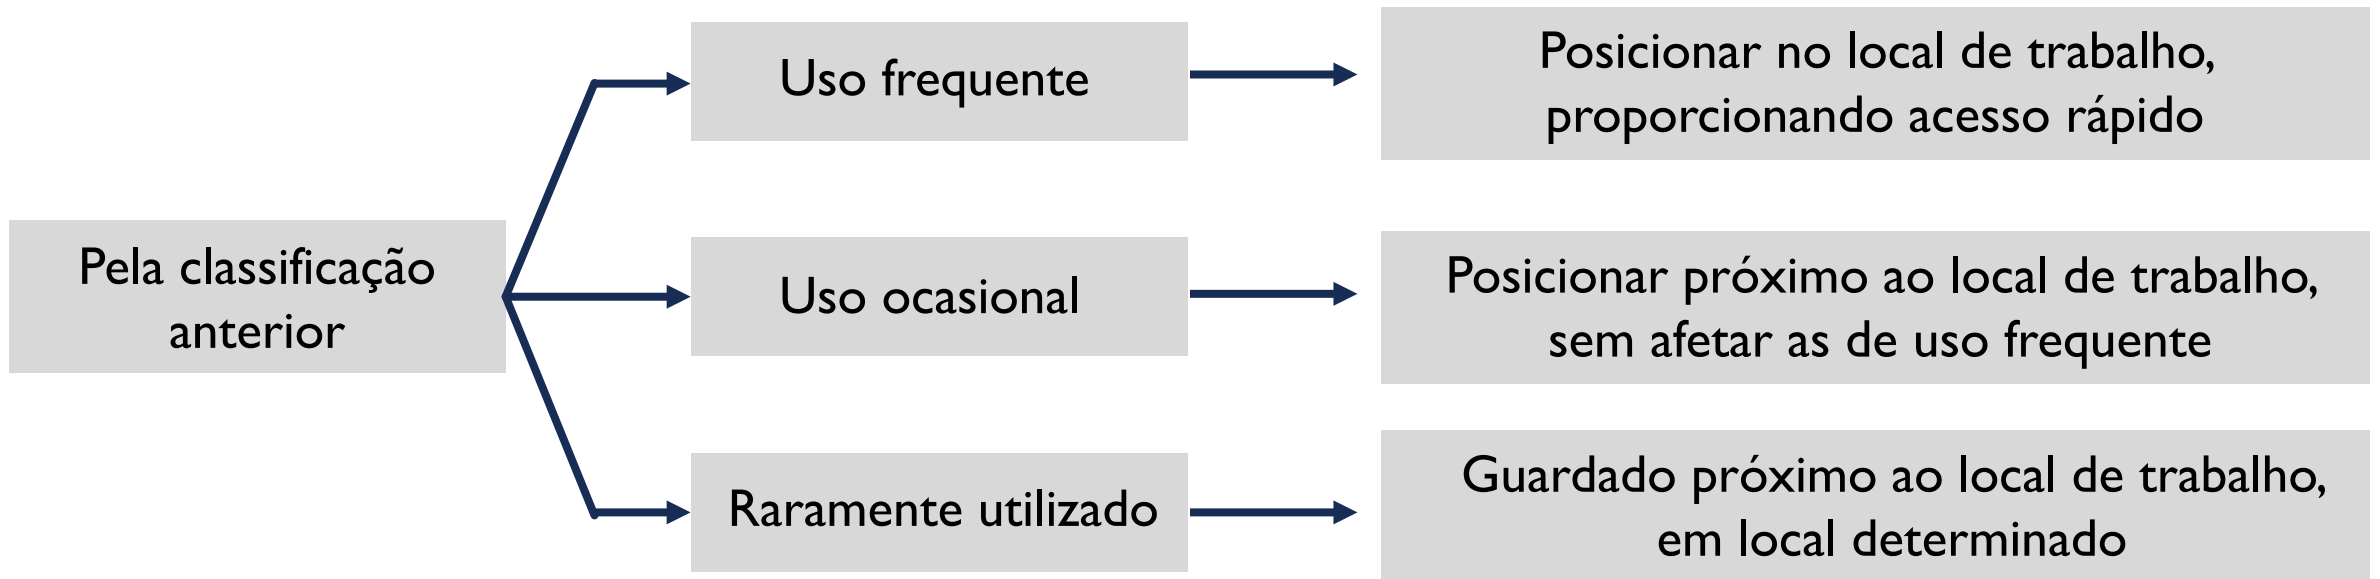 Pela classificação
anterior
Uso frequente
Posicionar no local de trabalho,
proporcionando acesso rápido
Uso ocasional
Posicionar próximo ao local de trabalho,
sem afetar as de uso frequente
Raramente utilizado
Guardado próximo ao local de trabalho,
em local determinado